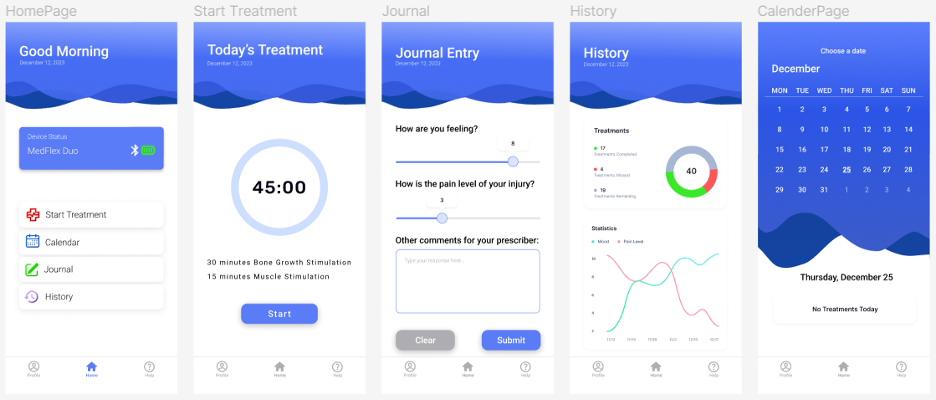 HomePage
Good Morning
December 12, 2023
Device Status
MedFlex Duo
Start Treatment
Calendar
Journal
History
Profile
Home
Help
Start Treatment
Today's Treatment
December 12, 2023
45:00
30 minutes Bone Growth Stimulation
15 minutes Muscle Stimulation
Start
Profile
Home
Help
Journal
Journal Entry
December 12, 2023
How are you feeling?
8
How is the pain level of your injury?
3
Other comments for your prescriber:
Type your response here...
Clear
Submit
Profile
Home
Help
History
History
December 12, 2023
Treatments
17
Treatments Completed
4
Treatments Missed
19
Treatments Remaining
40
Statistics
Mood
Pain Level
Profile
Home
Help
CalenderPage
Choose a date
December
MON TUE WED THU FRI SAT SUN
1 2 3 4 5 6 7
8 9 10 11 12 13 14
15 16 17 18 19 20 21
22 23 24 25 26 27 28
29 30 31 1 2 3 4
Thursday, December 25
No Treatments Today
Profile
Home
Help